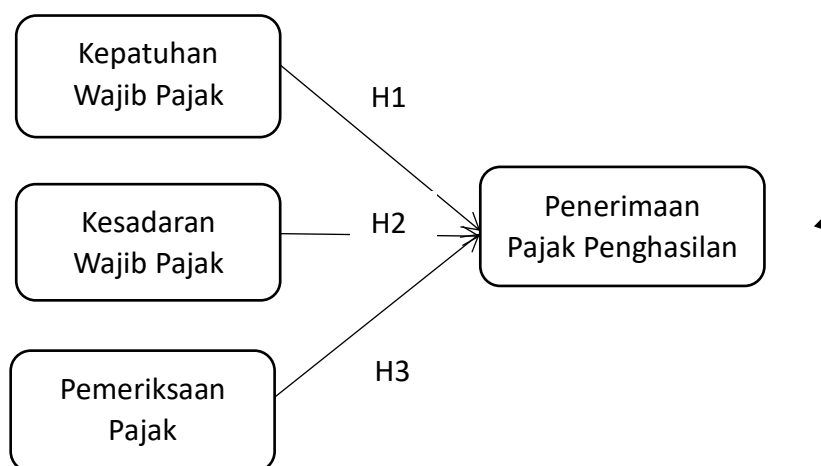 Kepatuhan
Wajib Pajak
H1
Kesadaran
Wajib Pajak
H2
Penerimaan
Pajak Penghasilan
Pemeriksaan
Pajak
H3